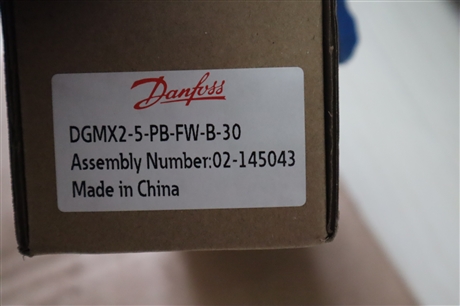 Danfoss
DGMX2-5-PB-FW-B-30
Assembly Number:02-145043
Made in China